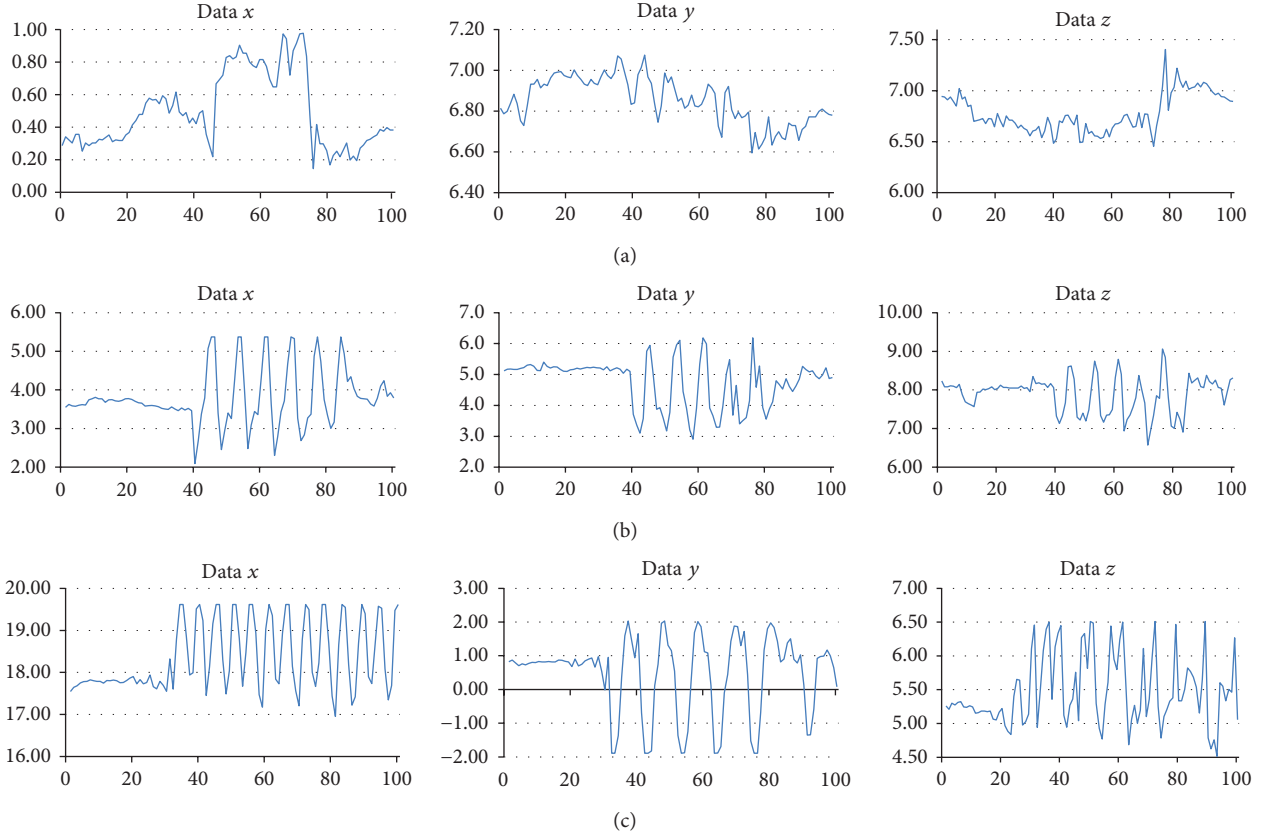 Data x
1.00
0.80
0.60
0.40
0.20
0.00
0 20 40 60 80 100
Data y
7.20
7.00
6.80
6.60
6.40
0 20 40 60 80 100
Data z
7.50
7.00
6.50
6.00
0 20 40 60 80 100
(a)
Data x
6.00
5.00
4.00
3.00
2.00
0 20 40 60 80 100
Data y
7.0
6.0
5.0
4.0
3.0
2.0
0 20 40 60 80 100
Data z
10.00
9.00
8.00
7.00
6.00
0 20 40 60 80 100
(b)
Data x
20.00
19.00
18.00
17.00
16.00
0 20 40 60 80 100
Data y
3.00
2.00
1.00
0.00
−1.00
−2.00
0 20 40 60 80 100
Data z
7.00
6.50
6.00
5.50
5.00
4.50
0 20 40 60 80 100
(c)